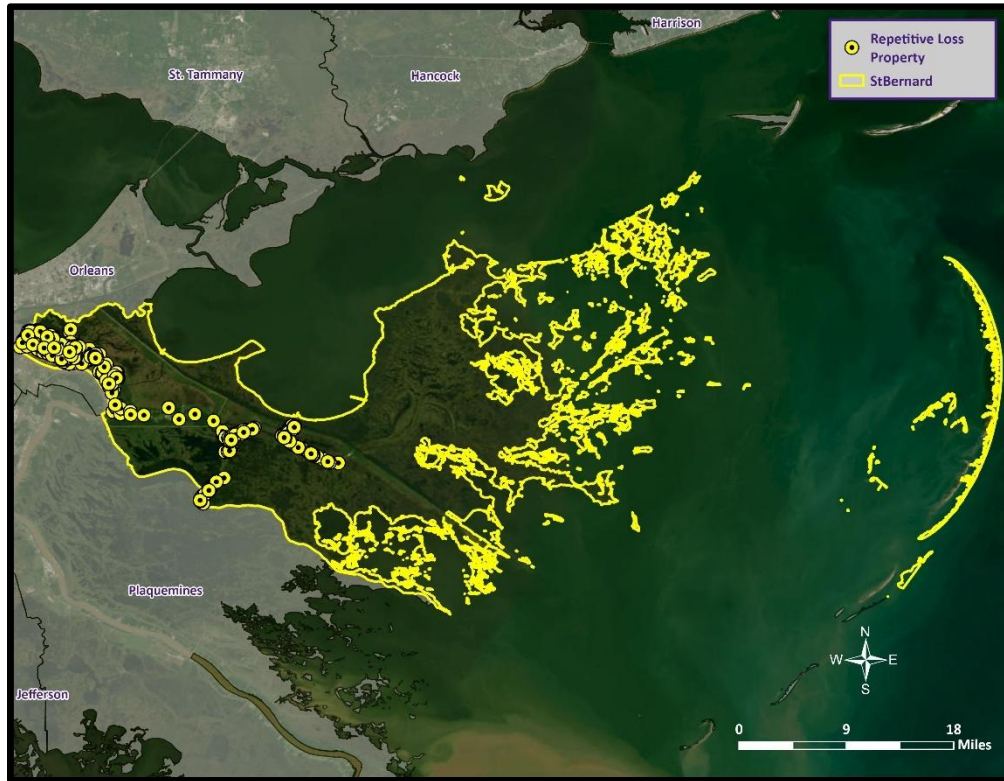 Harrison
St. Tammany
Hancock
Repetitive Loss
Property
StBernard
Orleans
Plaquemines
Jefferson
N
W E
S
0 9 18
Miles